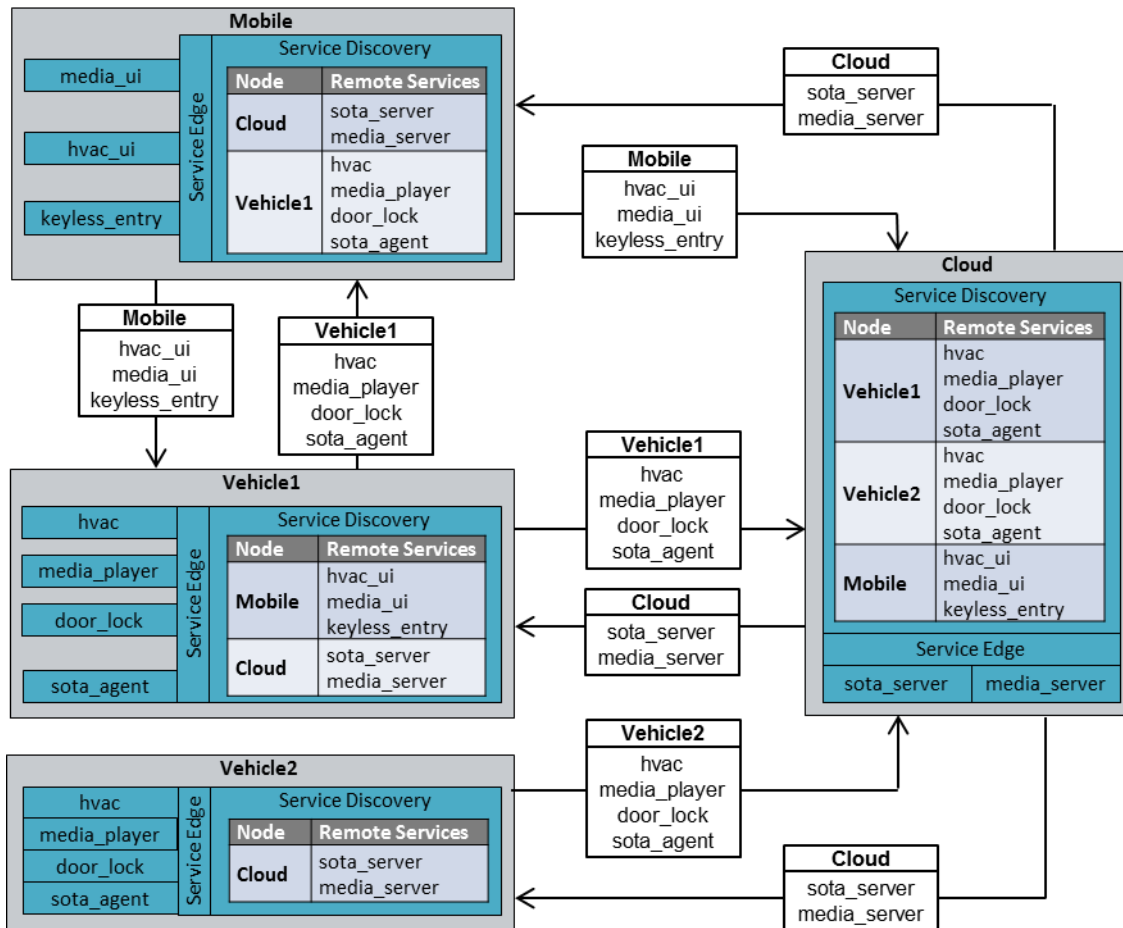 Mobile
Service Discovery
media_ui
hvac_ui
keyless_entry
Service Edge
Node Remote Services
Cloud
sota_server
media_server
Vehicle1
hvac
media_player
door_lock
sota_agent
Cloud
sota_server
media_server
Mobile
hvac_ui
media_ui
keyless_entry
Mobile
hvac_ui
media_ui
keyless_entry
Vehicle1
hvac
media_player
door_lock
sota_agent
Cloud
Service Discovery
Node Remote Services
Vehicle1
hvac
media_player
door_lock
sota_agent
Vehicle2
hvac
media_player
door_lock
sota_agent
Mobile
hvac_ui
media_ui
keyless_entry
Service Edge
sota_server media_server
Vehicle1
hvac
media_player
door_lock
sota_agent
Service Edge
Service Discovery
Node Remote Services
Mobile
hvac_ui
media_ui
keyless_entry
Cloud
sota_server
media_server
Vehicle1
hvac
media_player
door_lock
sota_agent
Cloud
sota_server
media_server
Vehicle2
hvac
media_player
door_lock
sota_agent
Service Edge
Service Discovery
Node Remote Services
Cloud
sota_server
media_server
Vehicle2
hvac
media_player
door_lock
sota_agent
Cloud
sota_server
media_server